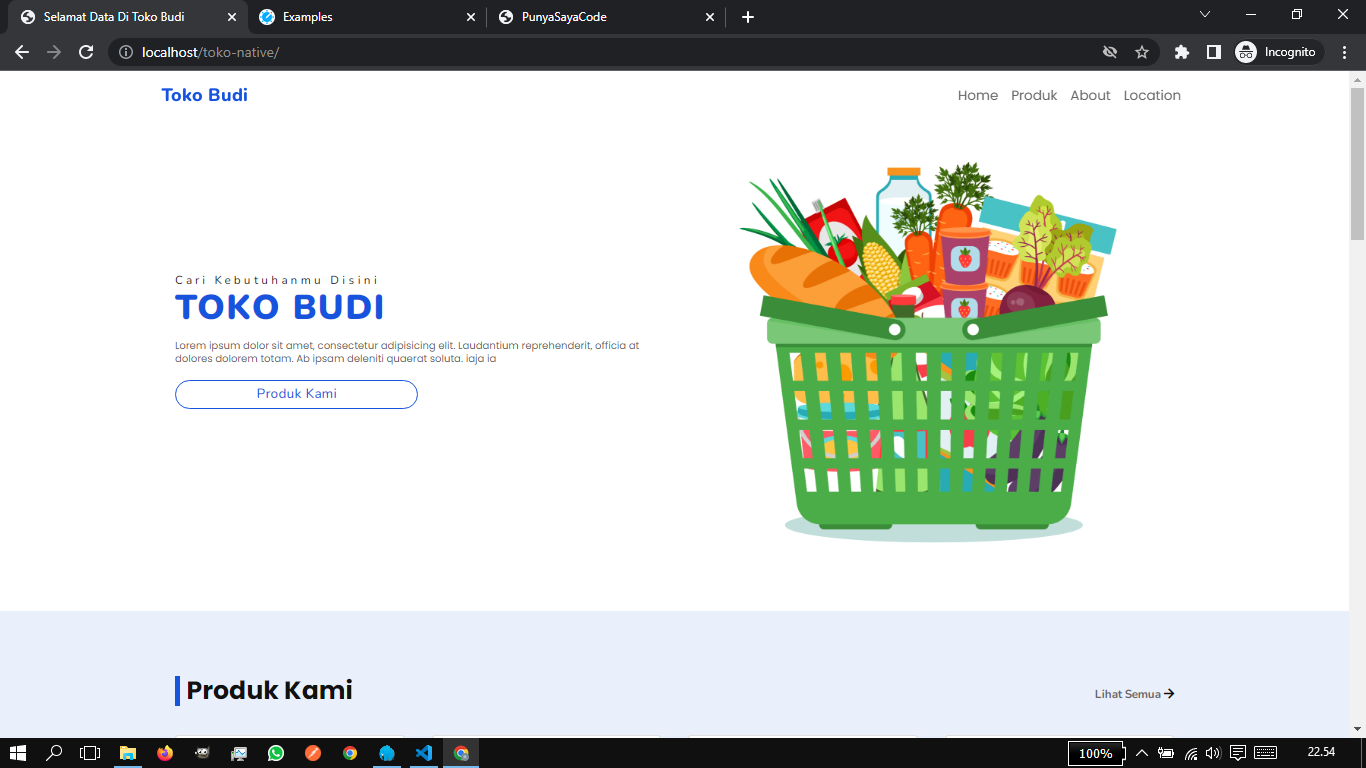 Selamat Data Di Toko Budi
Examples
PunyaSayaCode
localhost/toko-native/
Incognito
Toko Budi
Home
Produk
About
Location
Cari Kebutuhanmu Disini
TOKO BUDI
Lorem ipsum dolor sit amet, consectetur adipisicing elit. Laudantium reprehenderit, officia at
dolores dolorem totam. Ab ipsam deleniti quaerat soluta. iaja ia
Produk Kami
Produk Kami
Lihat Semua
100%
22.54